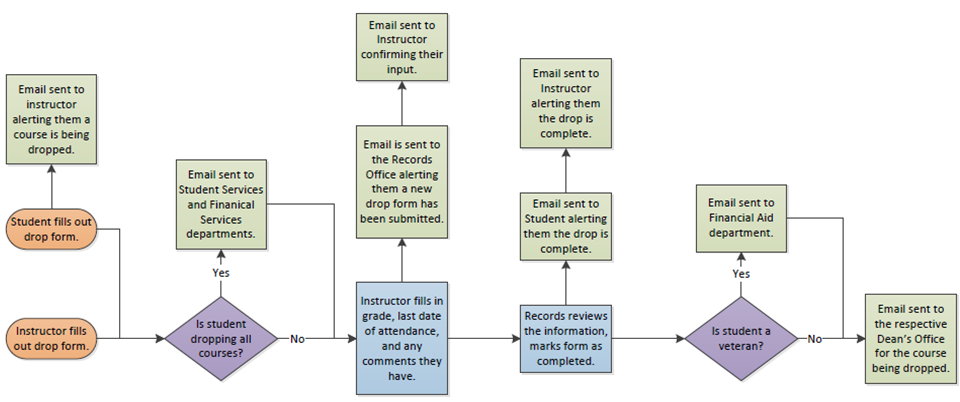 Email sent to
instructor
alerting them a
course is being
dropped.
Student fills out
drop form.
Instructor fills
out drop form.
Email sent to
Student Services
and Finanical
Services
departments.
Yes
Is student
dropping all
courses?
No
Email sent to
Instructor
confirming their
input.
Email is sent to
the Records
Office alerting
them a new
drop form has
been submitted.
Instructor fills in
grade, last date
of attendance,
and any
comments they
have.
Email sent to
Instructor
alerting them
the drop is
complete.
Email sent to
Student alerting
them the drop is
complete.
Records reviews
the information,
marks form as
completed.
Email sent to
Financial Aid
department.
Yes
Is student a
veteran?
No
Email sent to
the respective
Dean's Office
for the course
being dropped.